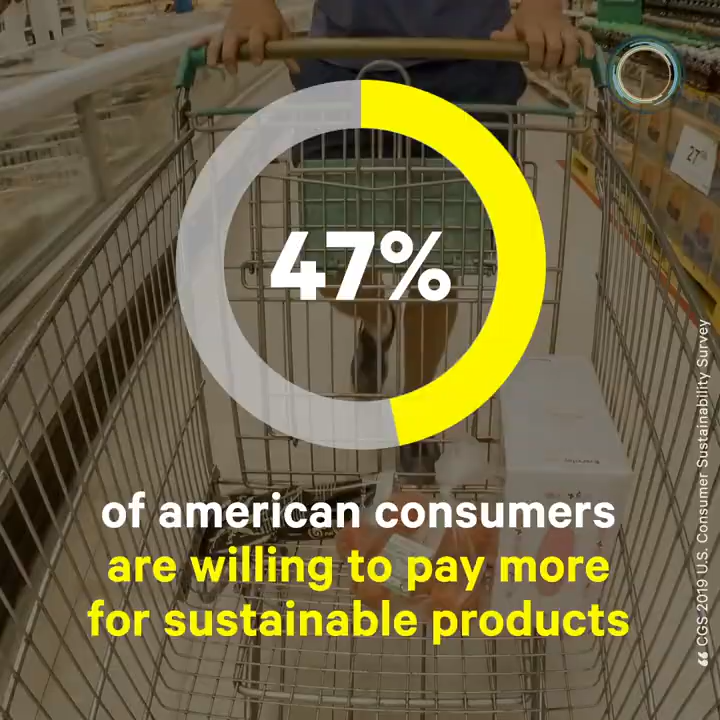 47%
of american consumers
are willing to pay more
for sustainable products
❝ CGS 2019 U.S. Consumer Sustainability Survey
27